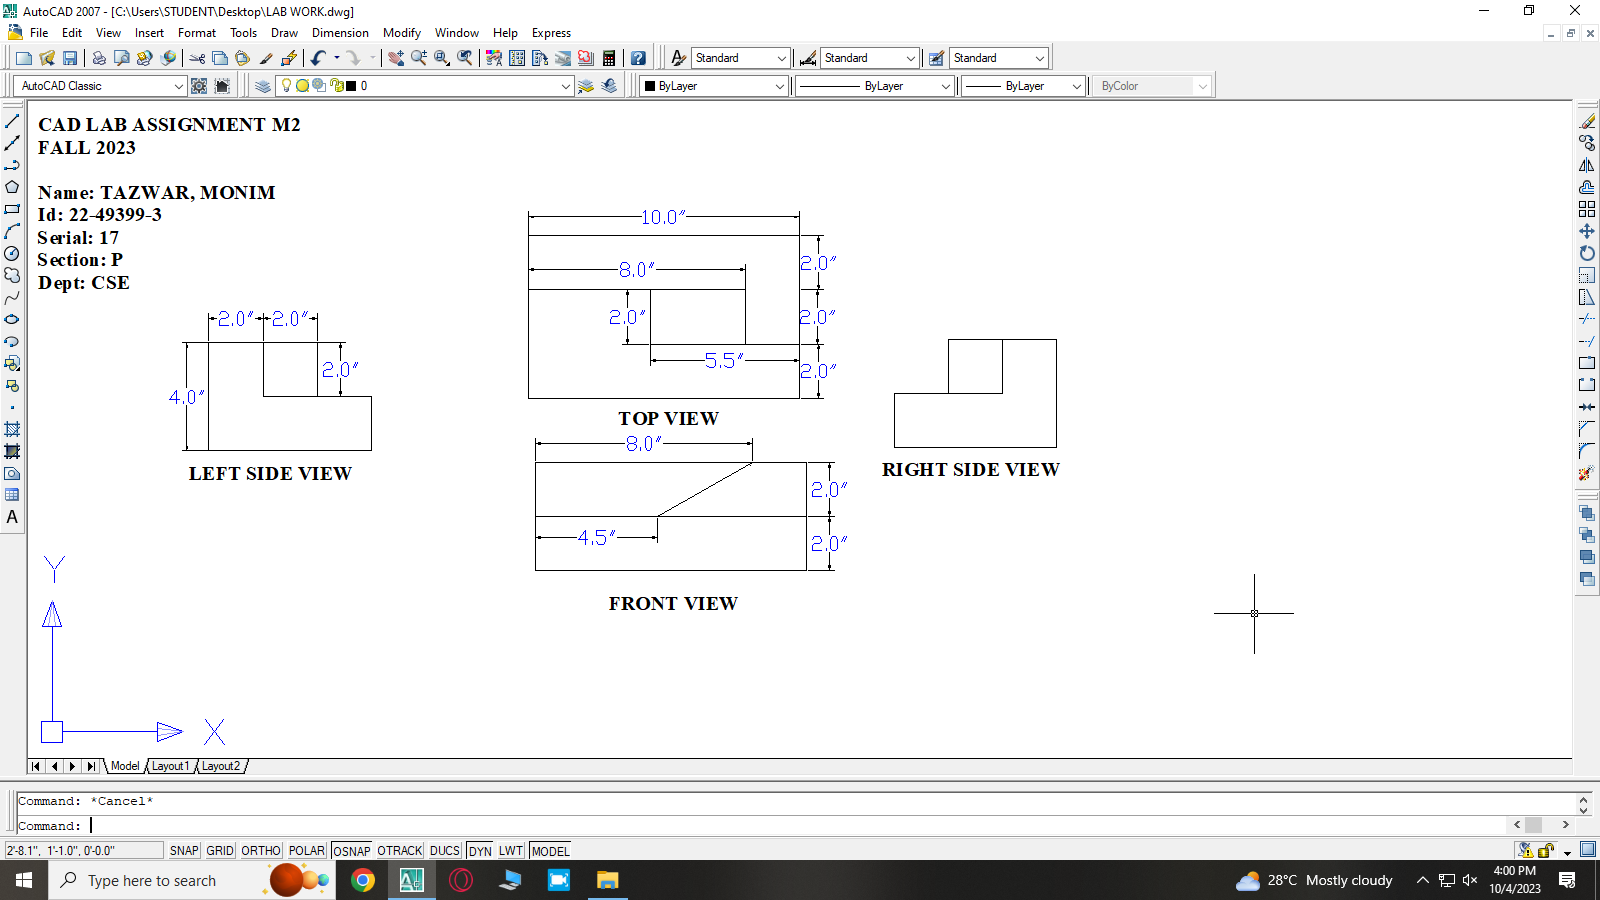 AutoCAD 2007 - [C:\Users\STUDENT\Desktop\LAB WORK.dwg]
File Edit View Insert Format Tools Draw Dimension Modify Window Help Express
Standard Standard Standard
AutoCAD Classic 0 ByLayer ByLayer ByLayer ByColor
CAD LAB ASSIGNMENT M2
FALL 2023
Name: TAZWAR, MONIM
Id: 22-49399-3
Serial: 17
Section: P
Dept: CSE
2.0" 2.0"
4.0" 2.0"
LEFT SIDE VIEW
10.0"
8.0" 2.0"
2.0" 2.0"
5.5" 2.0"
TOP VIEW
8.0"
2.0"
4.5" 2.0"
FRONT VIEW
RIGHT SIDE VIEW
Y
X
Model Layout1 Layout2
Command: *Cancel*
Command:
2'-8.1", 1'-1.0", 0'-0.0" SNAP GRID ORTHO POLAR OSNAP OTRACK DUCS DYN LWT MODEL
Type here to search 28°C Mostly cloudy 4:00 PM
10/4/2023